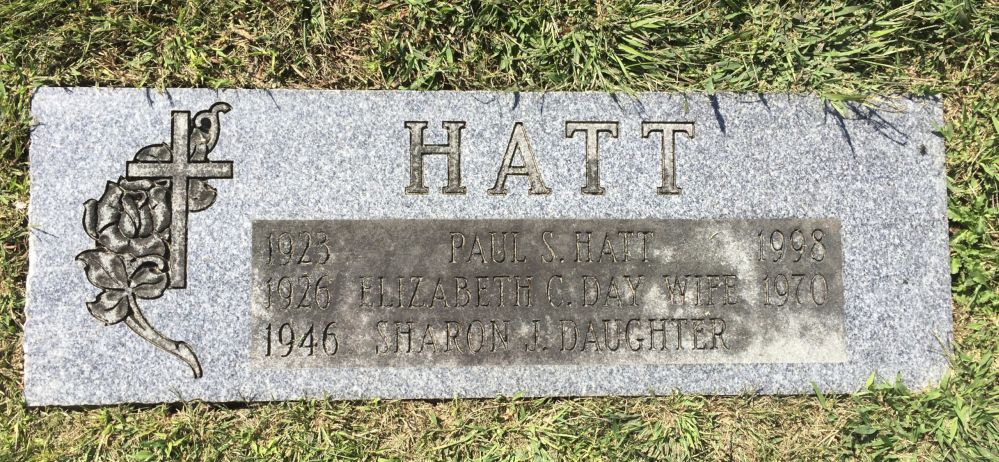 HATT
1923 PAUL S. HATT 1998
1926 ELIZABETH C. DAY WIFE 1970
1946 SHARON J. DAUGHTER